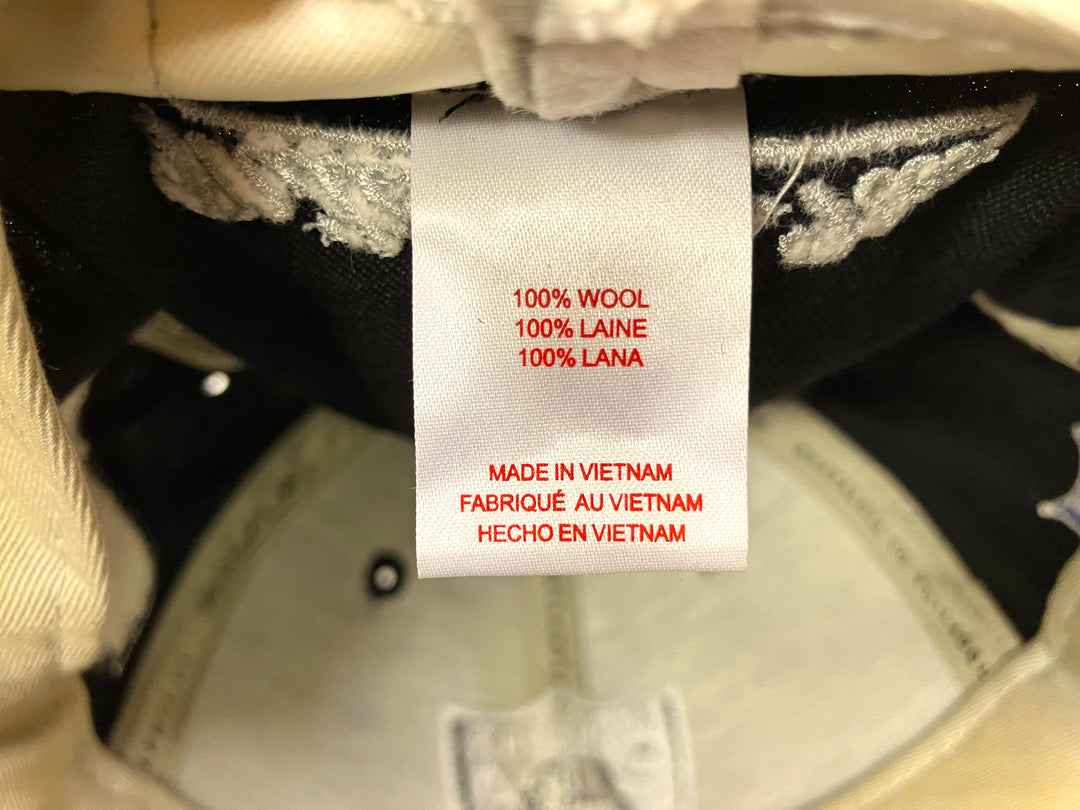 100% WOOL
100% LAINE
100% LANA
MADE IN VIETNAM
FABRIQUÉ AU VIETNAM
HECHO EN VIETNAM